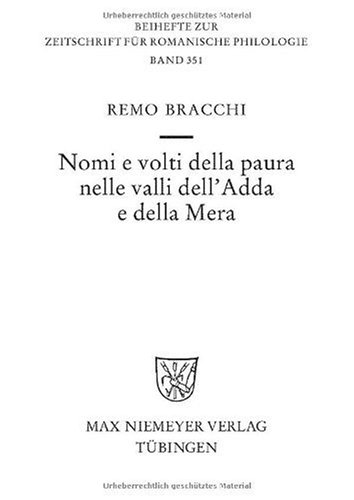 Urheberrechtlich geschütztes Material
BEIHEFTE ZUR
ZEITSCHRIFT FÜR ROMANISCHE PHILOLOGIE
BAND 351
REMO BRACCHI
Nomi e volti della paura
nelle valli dell'Adda
e della Mera
MAX NIEMEYER VERLAG
TÜBINGEN
Urheberrechtlich geschütztes Material